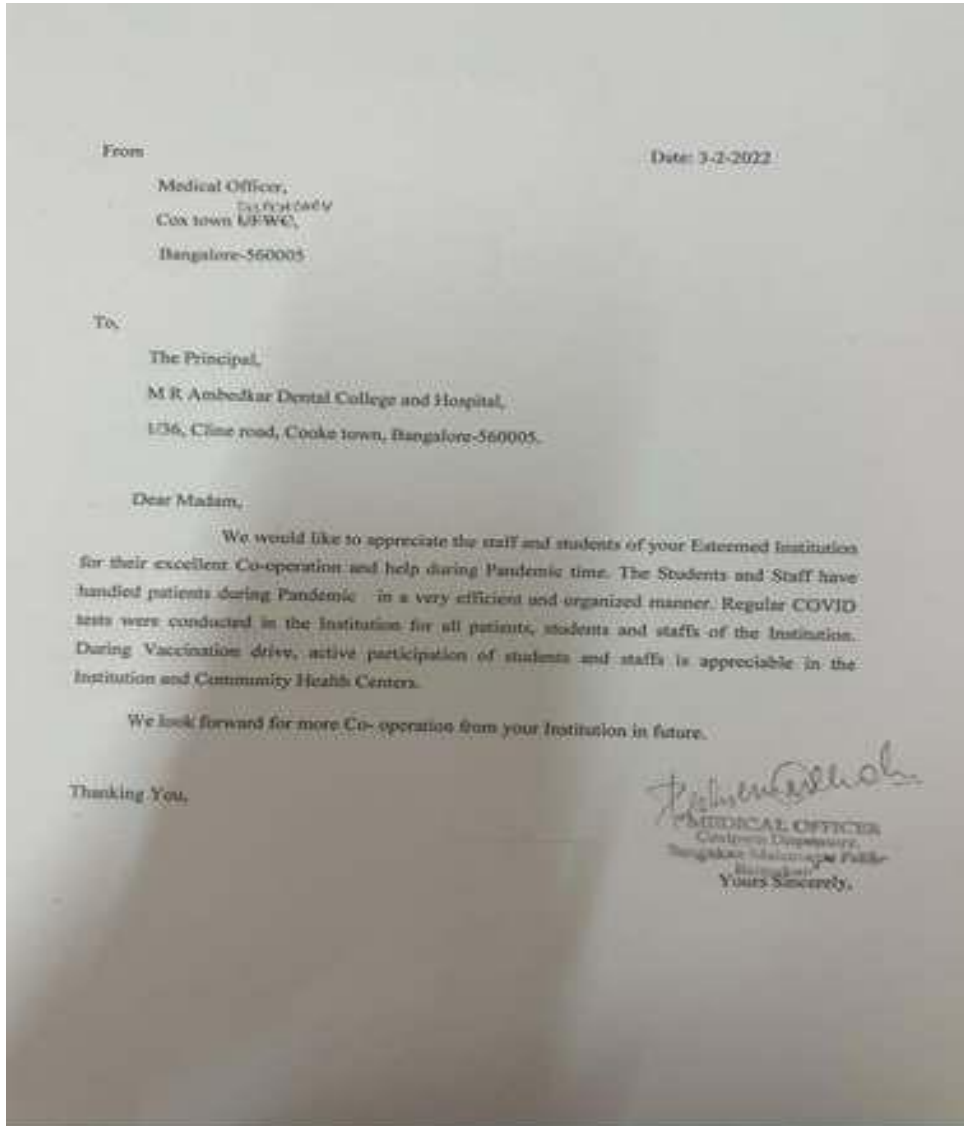 From
Date: 3-2-2022
Medical Officer,
DISPENSARY
Cox town UFWC,
Bangalore-560005
To,
The Principal,
M R Ambedkar Dental College and Hospital,
1/36, Cline road, Cooke town, Bangalore-560005.
Dear Madam,
We would like to appreciate the staff and students of your Esteemed Institution
for their excellent Co-operation and help during Pandemic time. The Students and Staff have
handled patients during Pandemic in a very efficient and organized manner. Regular COVID
tests were conducted in the Institution for all patients, students and staffs of the Institution.
During Vaccination drive, active participation of students and staffs is appreciable in the
Institution and Community Health Centers.
We look forward for more Co- operation from your Institution in future.
Thanking You,
MEDICAL OFFICER
Dispensary,
Yours Sincerely,